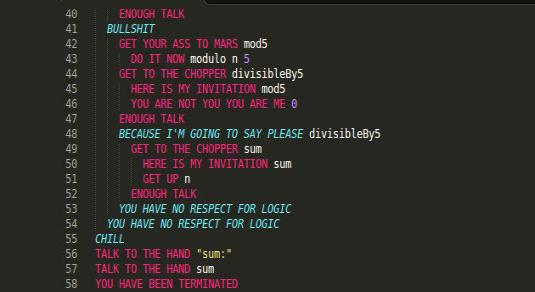 40 ENOUGH TALK
41 BULLSHIT
42 GET YOUR ASS TO MARS mod5
43 DO IT NOW modulo n 5
44 GET TO THE CHOPPER divisibleBy5
45 HERE IS MY INVITATION mod5
46 YOU ARE NOT YOU YOU ARE ME 0
47 ENOUGH TALK
48 BECAUSE I'M GOING TO SAY PLEASE divisibleBy5
49 GET TO THE CHOPPER sum
50 HERE IS MY INVITATION sum
51 GET UP n
52 ENOUGH TALK
53 YOU HAVE NO RESPECT FOR LOGIC
54 YOU HAVE NO RESPECT FOR LOGIC
55 CHILL
56 TALK TO THE HAND "sum:"
57 TALK TO THE HAND sum
58 YOU HAVE BEEN TERMINATED